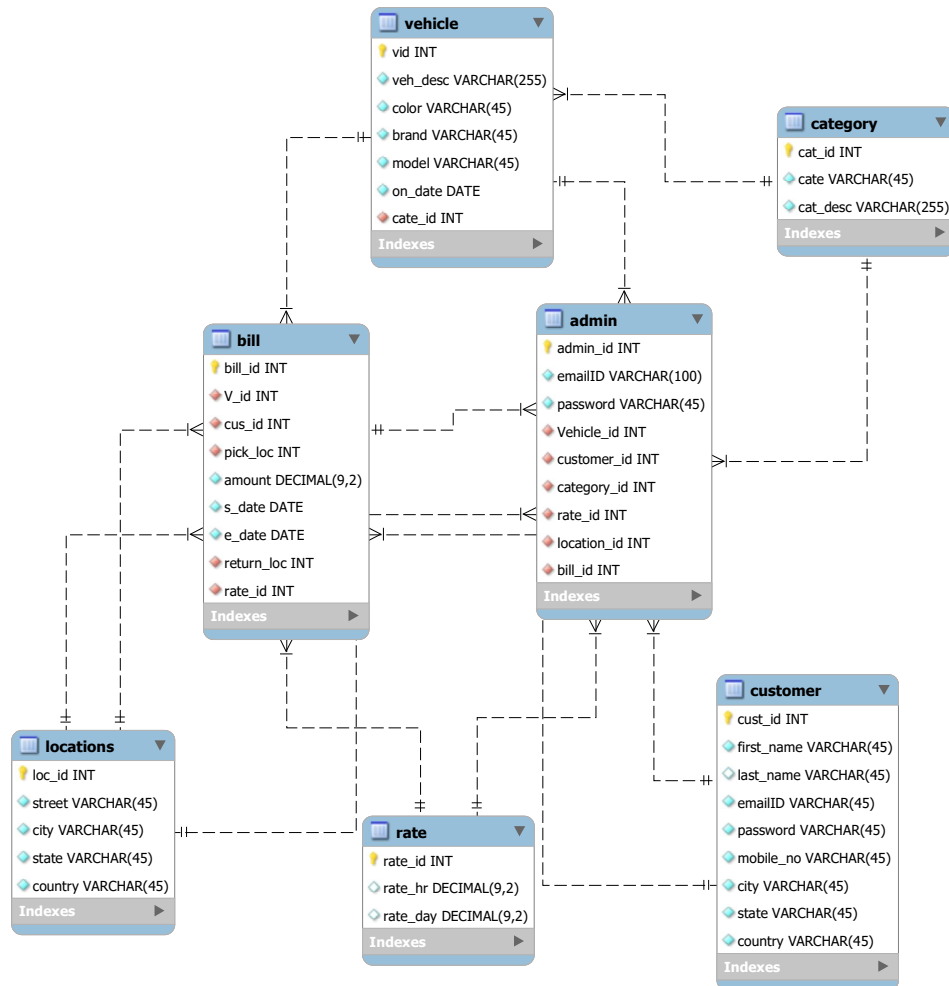 vehicle
vid INT
veh_desc VARCHAR(255)
color VARCHAR(45)
brand VARCHAR(45)
model VARCHAR(45)
on_date DATE
cate_id INT
Indexes
category
cat_id INT
cate VARCHAR(45)
cat_desc VARCHAR(255)
Indexes
bill
bill_id INT
V_id INT
cus_id INT
pick_loc INT
amount DECIMAL(9,2)
s_date DATE
e_date DATE
return_loc INT
rate_id INT
Indexes
admin
admin_id INT
emailID VARCHAR(100)
password VARCHAR(45)
Vehicle_id INT
customer_id INT
category_id INT
rate_id INT
location_id INT
bill_id INT
Indexes
locations
loc_id INT
street VARCHAR(45)
city VARCHAR(45)
state VARCHAR(45)
country VARCHAR(45)
Indexes
rate
rate_id INT
rate_hr DECIMAL(9,2)
rate_day DECIMAL(9,2)
Indexes
customer
cust_id INT
first_name VARCHAR(45)
last_name VARCHAR(45)
emailID VARCHAR(45)
password VARCHAR(45)
mobile_no VARCHAR(45)
city VARCHAR(45)
state VARCHAR(45)
country VARCHAR(45)
Indexes